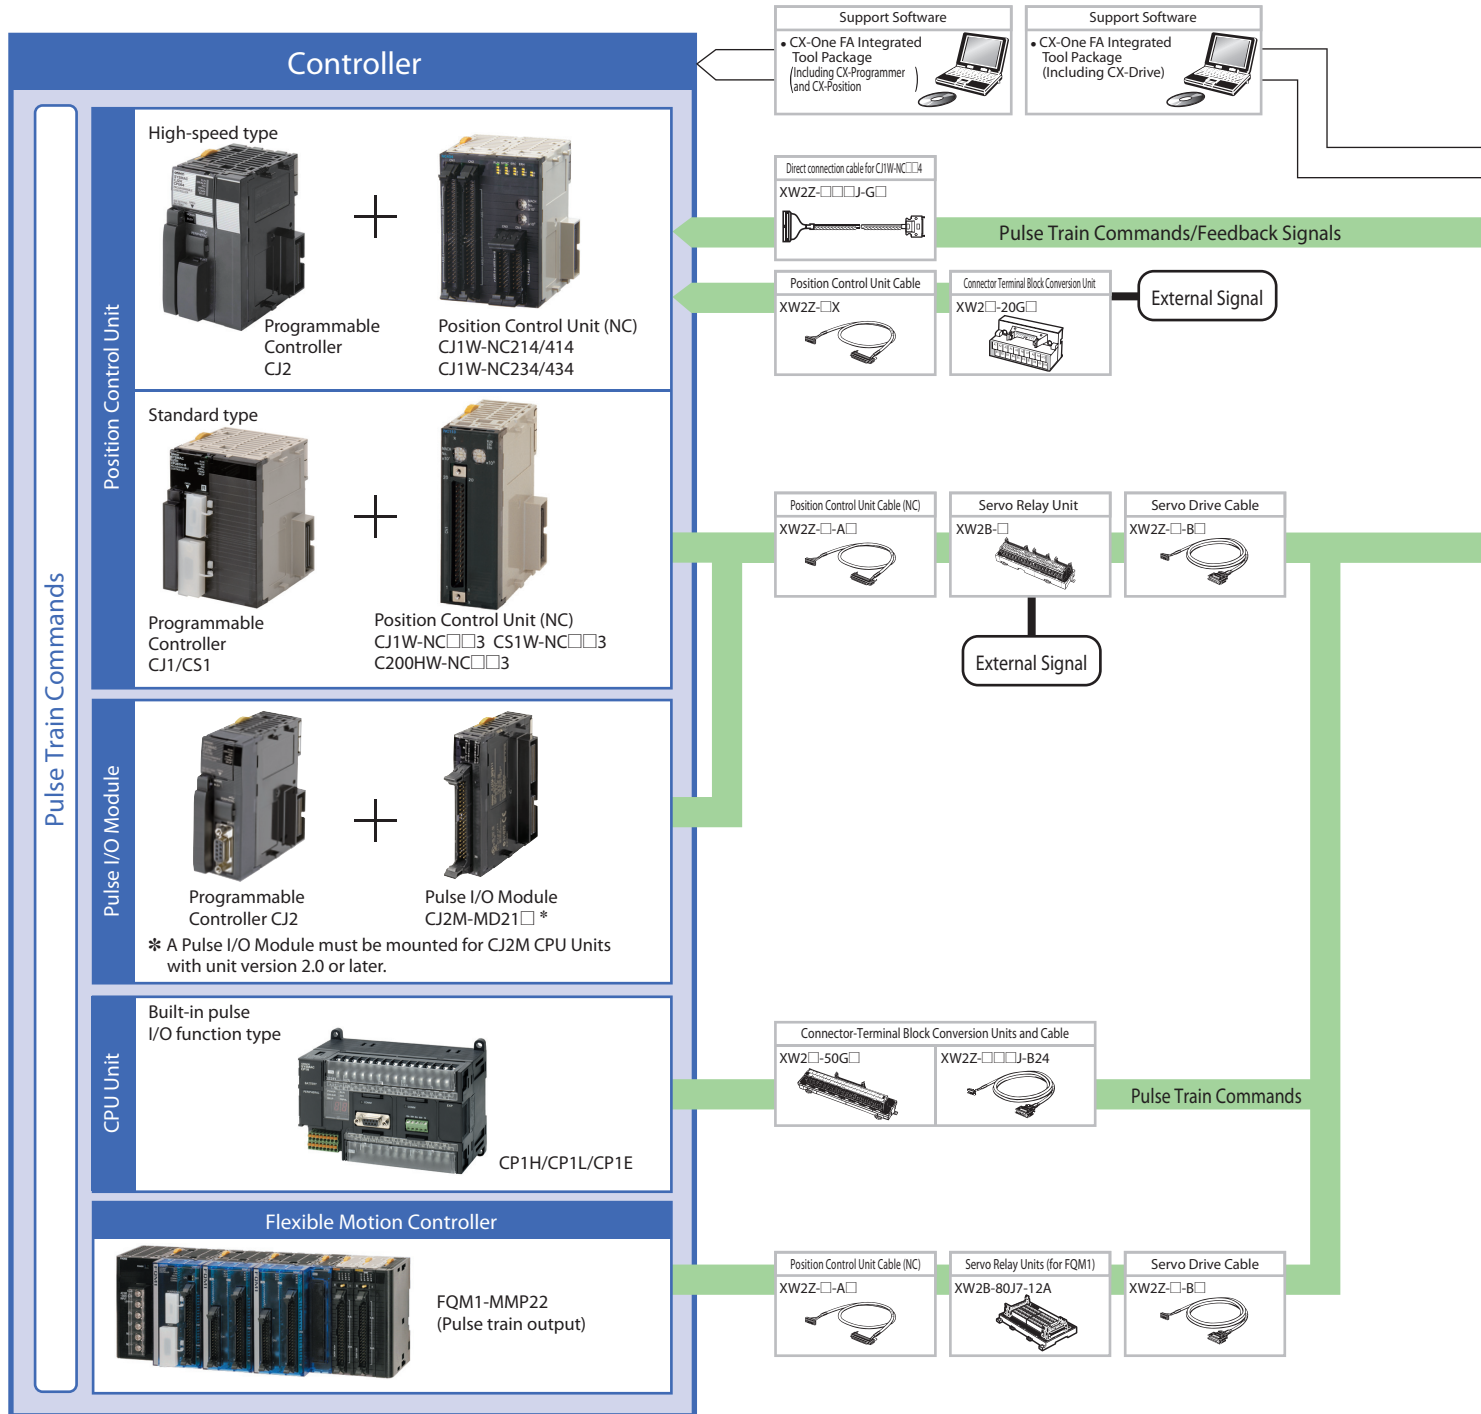 Controller
Pulse Train Commands
Position Control Unit
High-speed type
Programmable
Controller
CJ2
Position Control Unit (NC)
CJ1W-NC214/414
CJ1W-NC234/434
Standard type
Programmable
Controller
CJ1/CS1
Position Control Unit (NC)
CJ1W-NC□□3 CS1W-NC□□3
C200HW-NC□□3
Pulse I/O Module
Programmable
Controller CJ2
Pulse I/O Module
CJ2M-MD21□ *
* A Pulse I/O Module must be mounted for CJ2M CPU Units
with unit version 2.0 or later.
CPU Unit
Built-in pulse
I/O function type
CP1H/CP1L/CP1E
Flexible Motion Controller
FQM1-MMP22
(Pulse train output)
Support Software
• CX-One FA Integrated
Tool Package
(Including CX-Programmer
and CX-Position)
Support Software
• CX-One FA Integrated
Tool Package
(Including CX-Drive)
Direct connection cable for CJ1W-NC□□4
XW2Z-□□□J-G□
Pulse Train Commands/Feedback Signals
Position Control Unit Cable
XW2Z-□X
Connector Terminal Block Conversion Unit
XW2□-20G□
External Signal
Position Control Unit Cable (NC)
XW2Z-□-A□
Servo Relay Unit
XW2B-□
Servo Drive Cable
XW2Z-□-B□
External Signal
Connector-Terminal Block Conversion Units and Cable
XW2□-50G□
XW2Z-□□□J-B24
Pulse Train Commands
Position Control Unit Cable (NC)
XW2Z-□-A□
Servo Relay Units (for FQM1)
XW2B-80J7-12A
Servo Drive Cable
XW2Z-□-B□